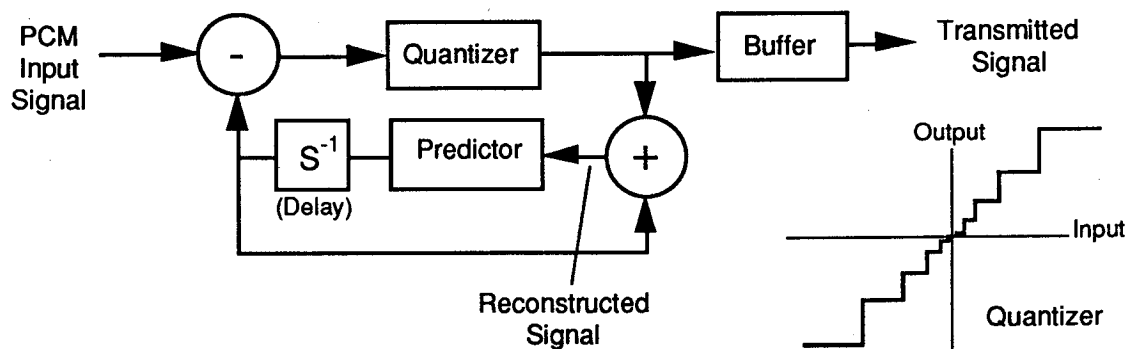 PCM
Input
Signal
-
Quantizer
Buffer
Transmitted
Signal
S⁻¹
(Delay)
Predictor
+
Reconstructed
Signal
Output
Input
Quantizer